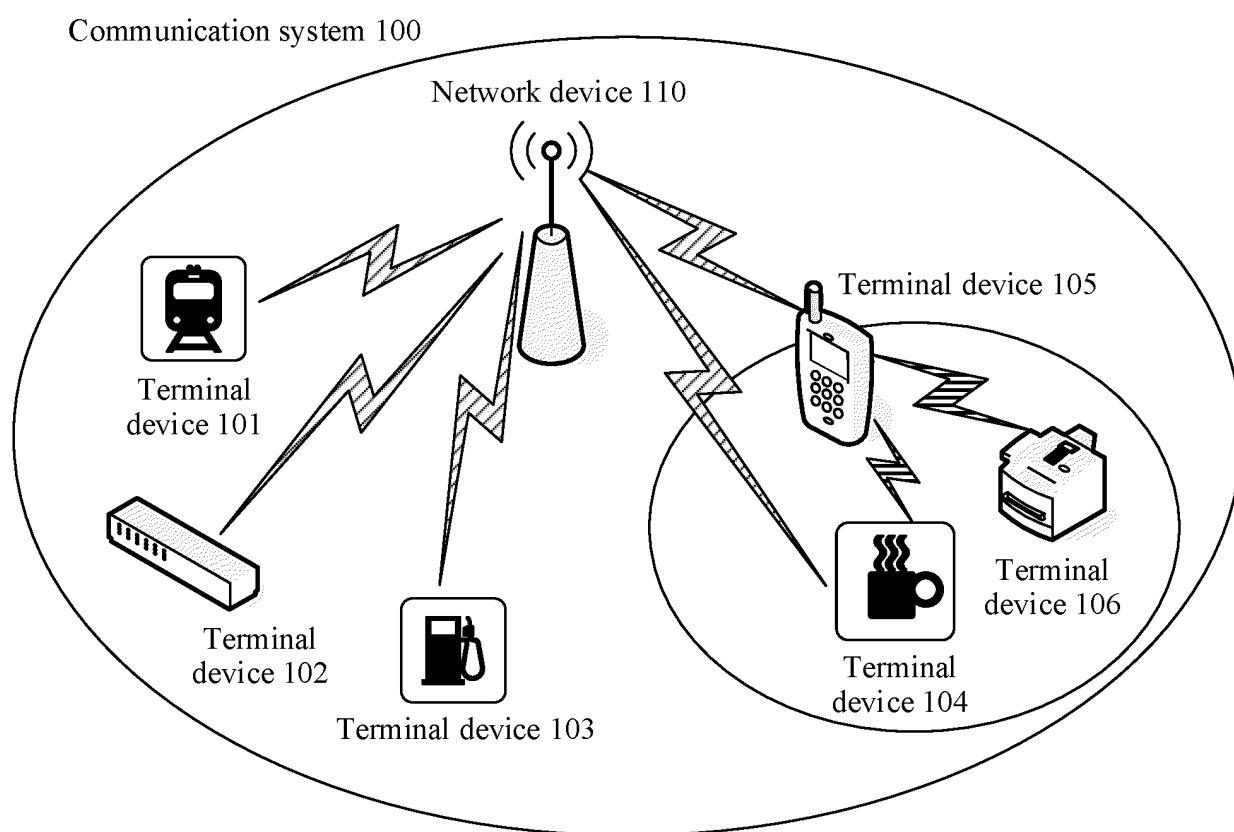 Communication system 100
Network device 110
Terminal device 105
Terminal
device 101
Terminal
device 106
Terminal
device 102
Terminal
device 104
Terminal device 103